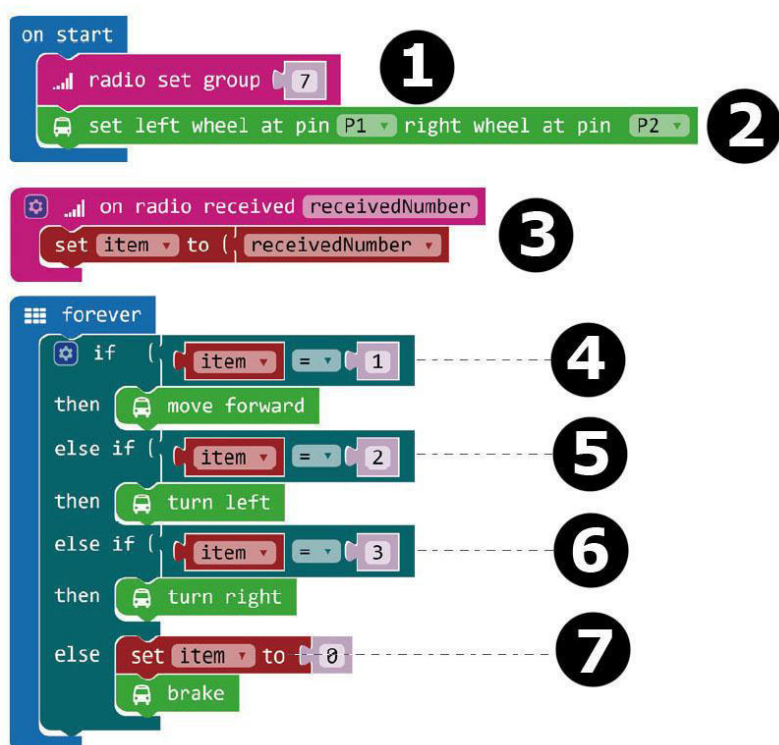 on start
radio set group 7
1
set left wheel at pin P1 right wheel at pin P2
2
on radio received receivedNumber
set item to ( receivedNumber
3
forever
if ( item = 1
4
then move forward
else if ( item = 2
5
then turn left
else if ( item = 3
6
then turn right
else set item to 0
7
brake